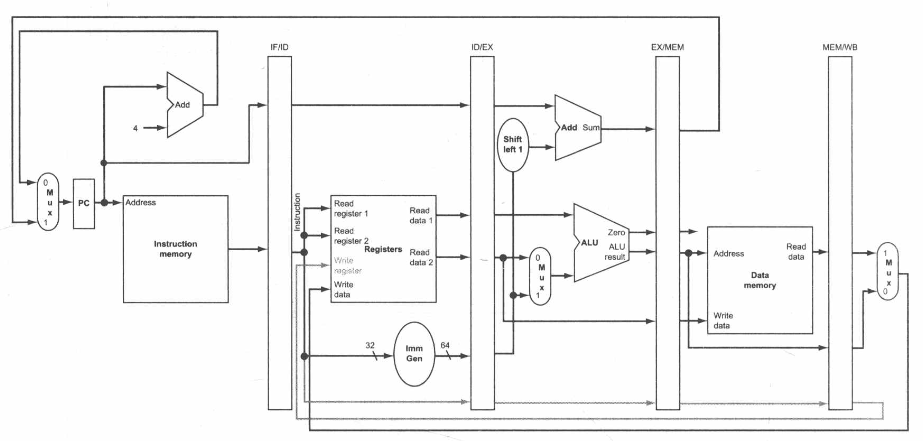 IF/ID
ID/EX
EX/MEM
MEM/WB
Add
4
Add Sum
Shift
left 1
0
M
u
x
1
PC
Address
Instruction
memory
Instruction
Read
register 1
Read
register 2
Write
register
Write
data
Registers
Read
data 1
Read
data 2
0
M
u
x
1
ALU
Zero
ALU
result
Address
Read
data
Data
memory
Write
data
1
M
u
x
0
32
Imm
Gen
64